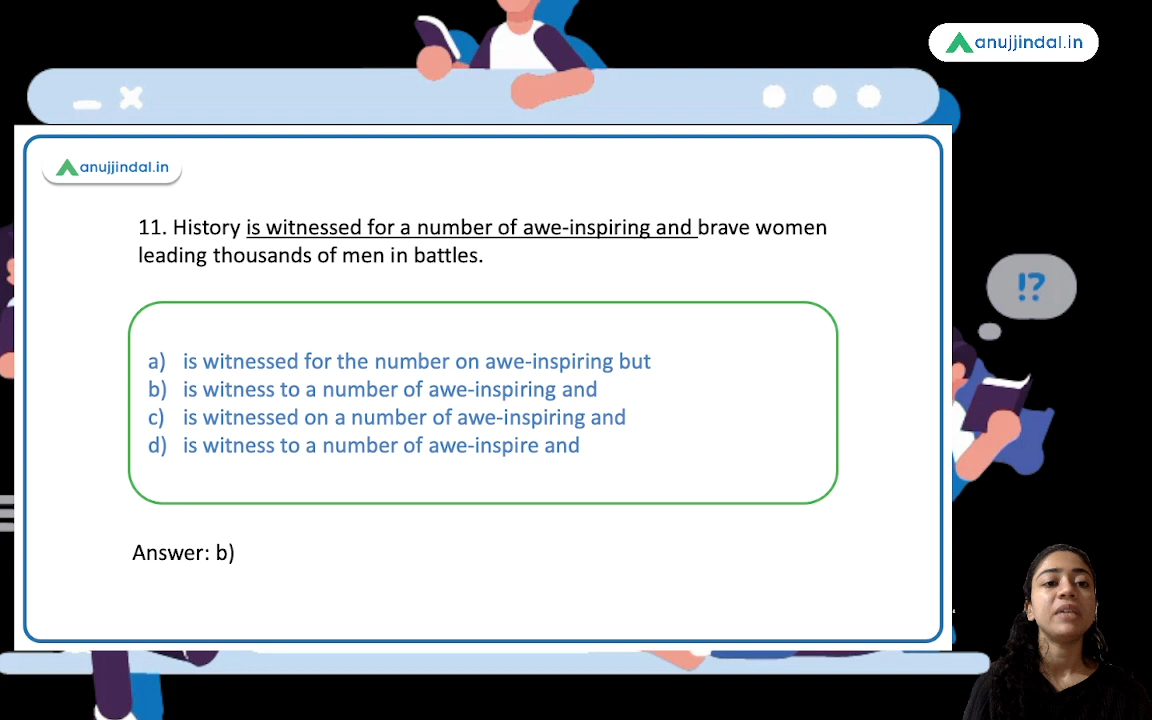 anujjindal.in
anujjindal.in
11. History is witnessed for a number of awe-inspiring and brave women
leading thousands of men in battles.
!?
a) is witnessed for the number on awe-inspiring but
b) is witness to a number of awe-inspiring and
c) is witnessed on a number of awe-inspiring and
d) is witness to a number of awe-inspire and
Answer: b)